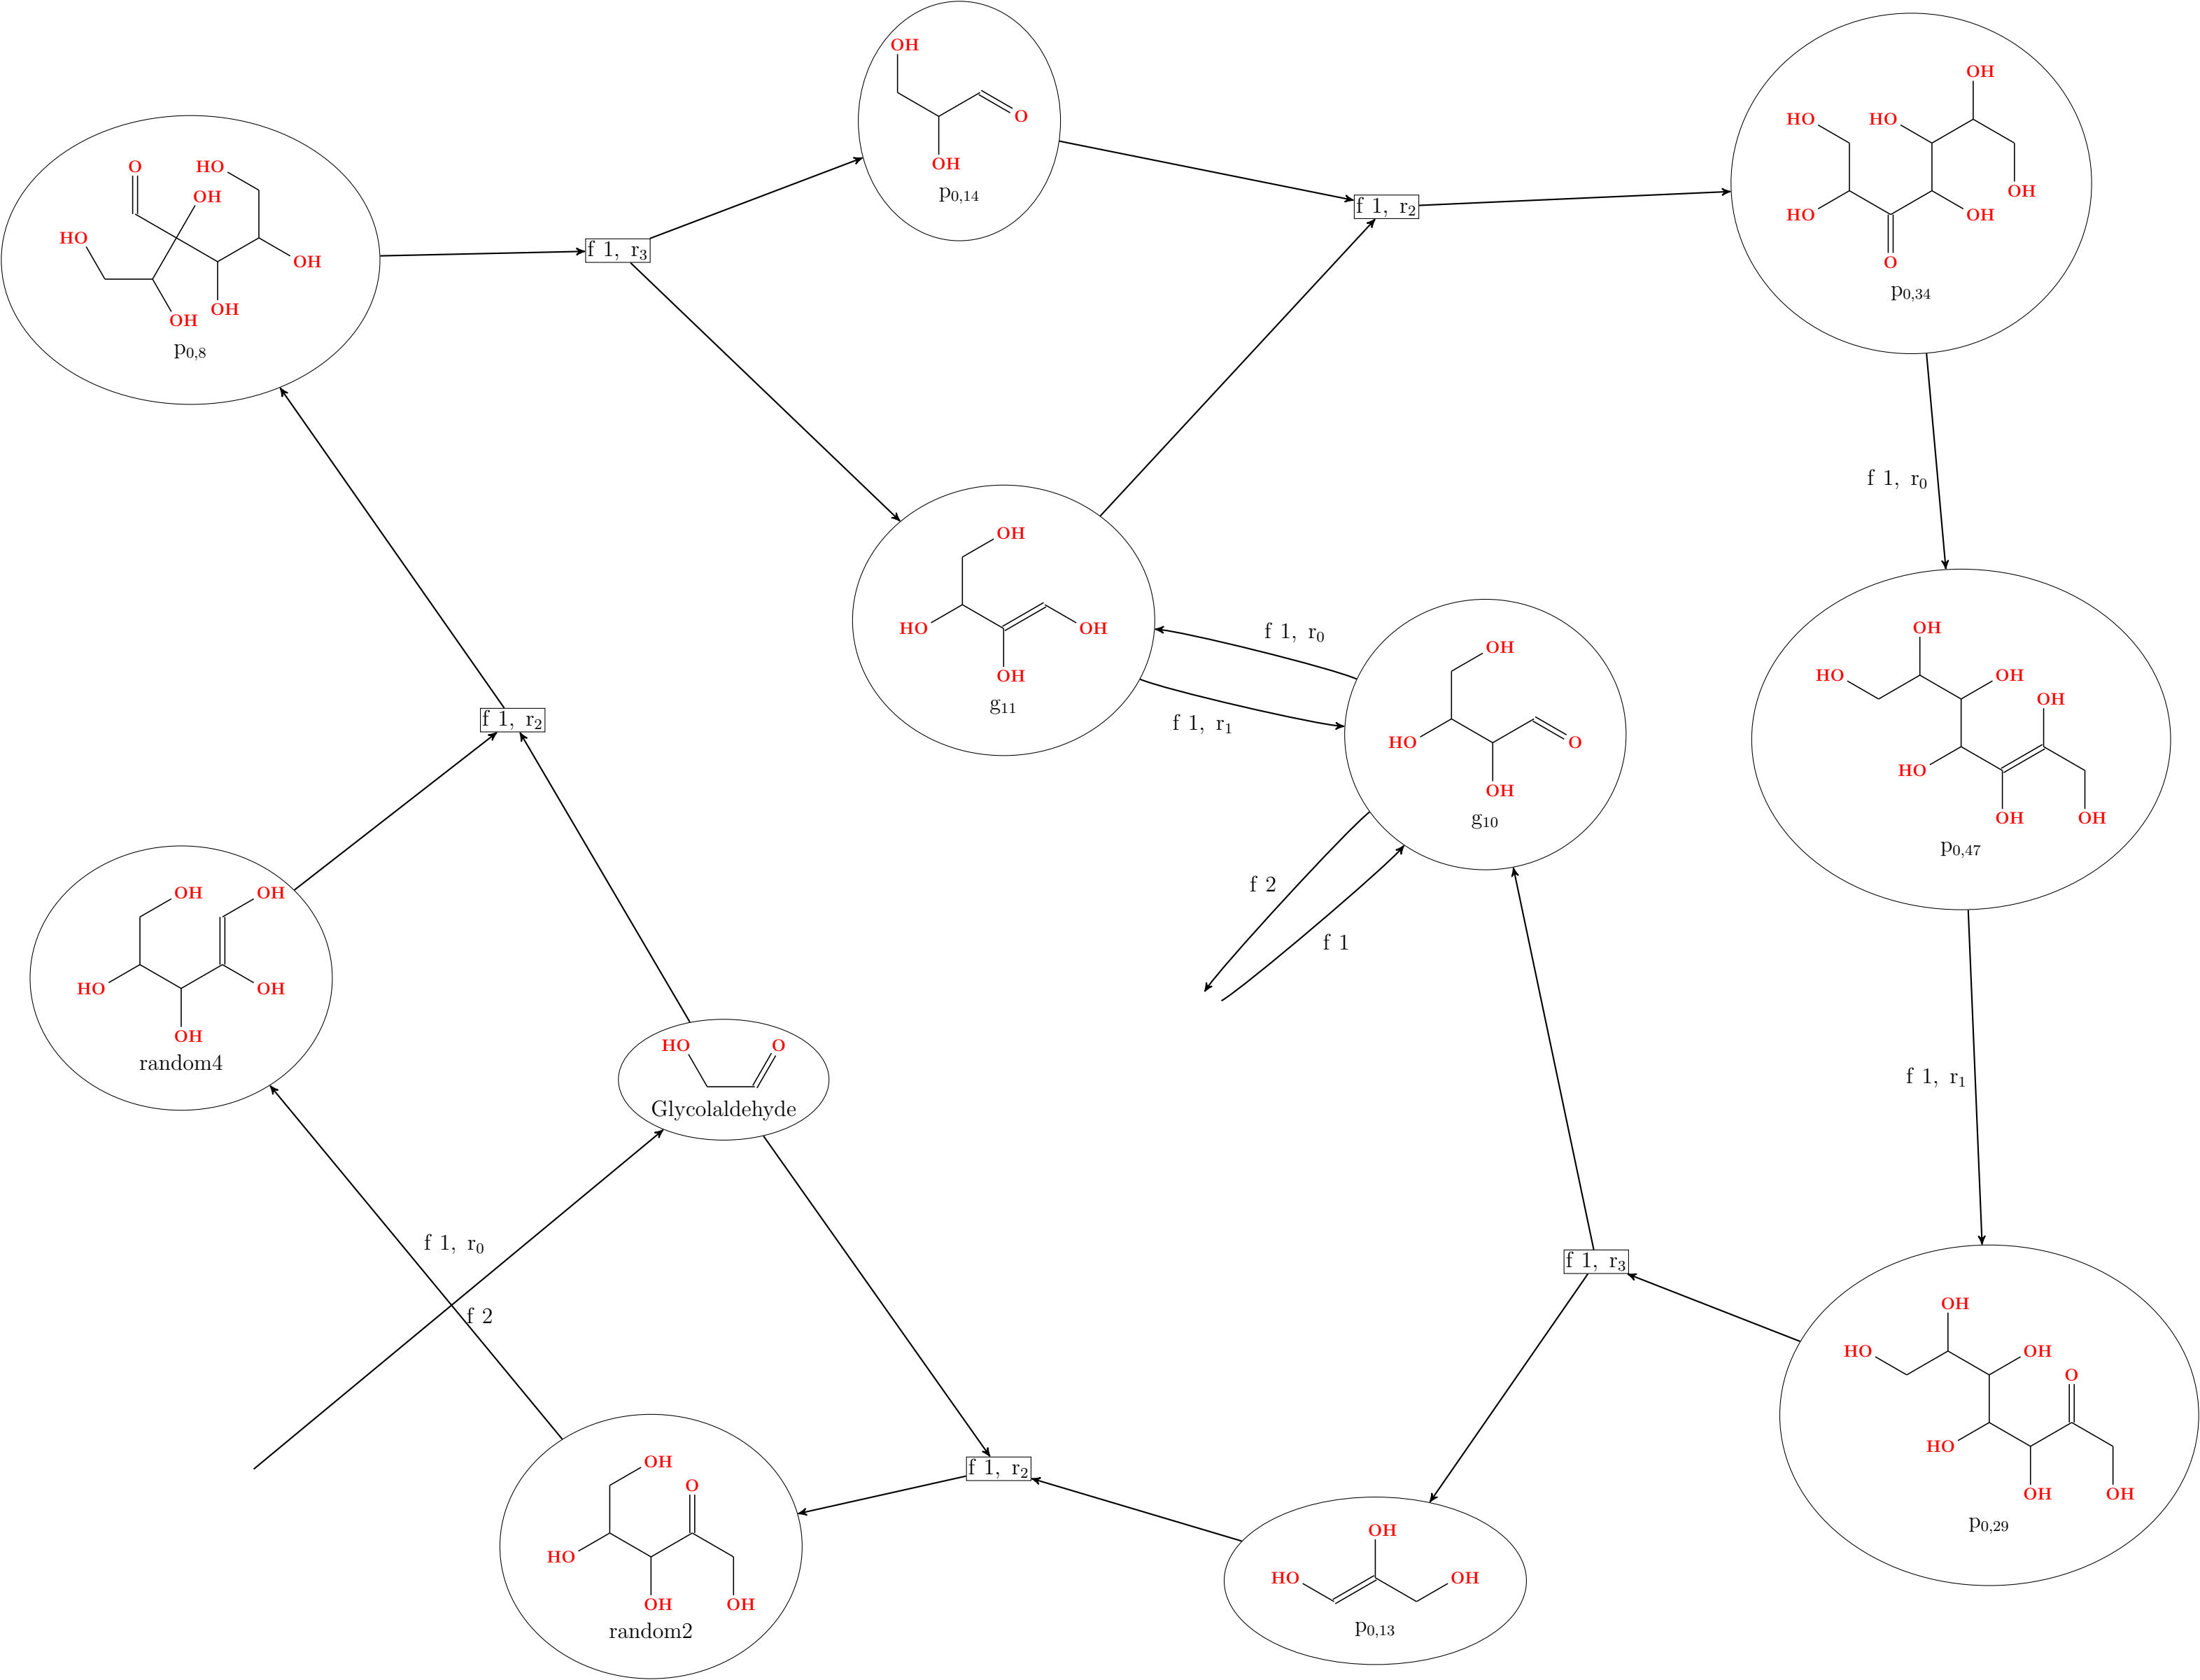 OH
O
OH
p0,14
OH
HO
HO
OH
HO
OH
O
p0,34
O
HO
OH
HO
OH
OH
OH
p0,8
f 1, r2
f 1, r3
f 1, r0
OH
HO
OH
OH
g11
f 1, r0
f 1, r1
OH
HO
O
OH
g10
OH
HO
OH
OH
HO
OH
OH
p0,47
f 1, r2
f 2
f 1
OH
OH
HO
OH
OH
random4
HO
O
Glycolaldehyde
f 1, r1
f 1, r0
f 2
f 1, r3
OH
HO
OH
O
HO
OH
OH
p0,29
f 1, r2
OH
O
HO
OH
OH
random2
OH
HO
OH
p0,13